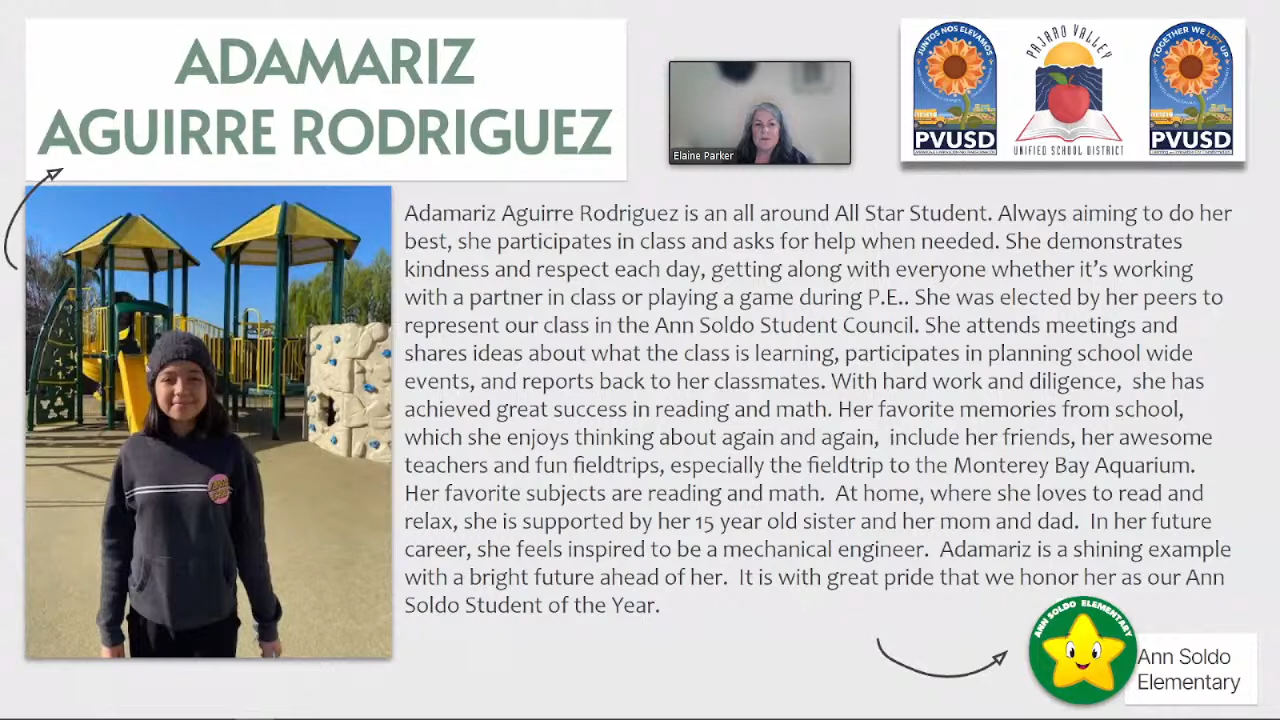 ADAMARIZ
AGUIRRE RODRIGUEZ
Elaine Parker
JUNTOS NOS ELEVAMOS
PVUSD
PAJARO VALLEY
UNIFIED SCHOOL DISTRICT
TOGETHER WE LIFT UP
PVUSD
Adamariz Aguirre Rodriguez is an all around All Star Student. Always aiming to do her
best, she participates in class and asks for help when needed. She demonstrates
kindness and respect each day, getting along with everyone whether it's working
with a partner in class or playing a game during P.E.. She was elected by her peers to
represent our class in the Ann Soldo Student Council. She attends meetings and
shares ideas about what the class is learning, participates in planning school wide
events, and reports back to her classmates. With hard work and diligence,  she has
achieved great success in reading and math. Her favorite memories from school,
which she enjoys thinking about again and again,  include her friends, her awesome
teachers and fun fieldtrips, especially the fieldtrip to the Monterey Bay Aquarium.
Her favorite subjects are reading and math.  At home, where she loves to read and
relax, she is supported by her 15 year old sister and her mom and dad.  In her future
career, she feels inspired to be a mechanical engineer.  Adamariz is a shining example
with a bright future ahead of her.  It is with great pride that we honor her as our Ann
Soldo Student of the Year.
ANN SOLDO ELEMENTARY
Ann Soldo
Elementary